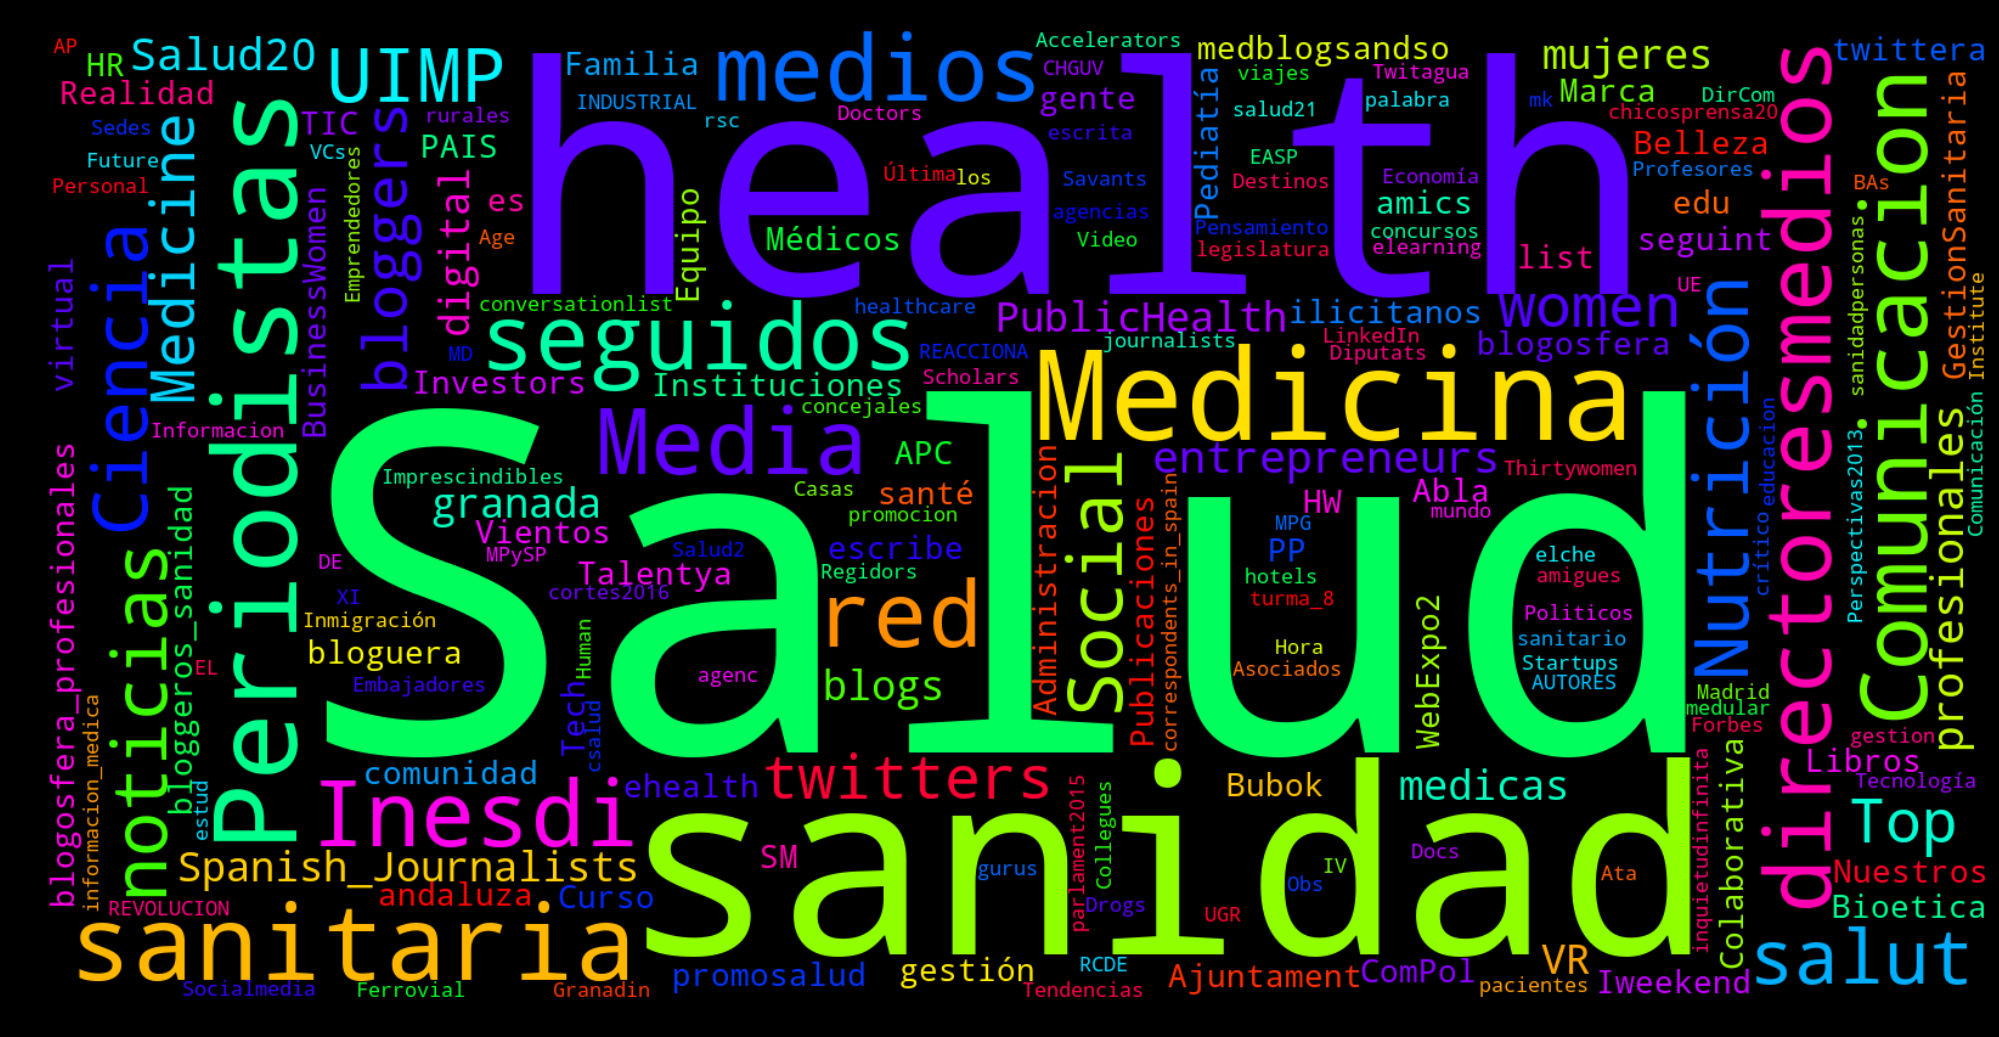 AP
HR
Salud20
UIMP
Familia
medios
Accelerators
medblogsandso
mujeres
twittera
Realidad
INDUSTRIAL
rsc
CHGUV
gente
viajes
Twitagua
Marca
DirCom
Sedes
TIC
rurales
Doctors
escrita
salud21
palabra
mk
chicosprensa20
Future
VCs
PAIS
health
Pediatía
EASP
Belleza
Personal
Medicine
Periodistas
bloggers
Emprendedores
digital
es
Última
los
Savants
Destinos
Economía
Profesores
BAs
BusinessWomen
Age
Equipo
Médicos
agencias
Video
Pensamiento
legislatura
amics
concursos
elearning
edu
seguint
list
directoresmedios
Comunicacion
GestionSanitaria
sanidadpersonas
virtual
Ciencia
conversationlist
healthcare
PublicHealth
ilicitanos
women
UE
Institute
seguidos
MD
REACCIONA
journalists
LinkedIn
Diputats
blogosfera
Nutrición
Investors
Instituciones
Scholars
Medicina
concejales
Informacion
Media
APC
entrepreneurs
Thirtywomen
educacion
Perspectivas2013
Comunicación
profesionales
blogosfera_profesionales
Imprescindibles
granada
Casas
santé
promocion
Administracion
Social
Publicaciones
correspondents_in_spain
HW
Abla
mundo
noticias
bloggeros_sanidad
Vientos
MPySP
Salud2
escribe
MPG
PP
elche
crítico
DE
Talentya
Regidors
hotels
amigues
XI
cortes2016
Salud
red
turma_8
WebExpo2
Politicos
Inmigración
sanitario
bloguera
Human
Hora
Startups
EL
Embajadores
agenc
blogs
Asociados
AUTORES
Madrid
medular
Forbes
informacion_medica
Tech
csalud
gestion
comunidad
ehealth
twitters
Bubok
medicas
Libros
Tecnología
estud
Inesdi
parlament2015
Collegues
inquietudinfinita
Colaborativa
Top
Spanish_Journalists
SM
sanidad
gurus
IV
Docs
Obs
Ata
Nuestros
andaluza
Curso
Drogs
UGR
Bioetica
REVOLUCION
sanitaria
promosalud
gestión
RCDE
Ajuntament
ComPol
VR
salut
Socialmedia
Ferrovial
Granadin
Tendencias
pacientes
Iweekend